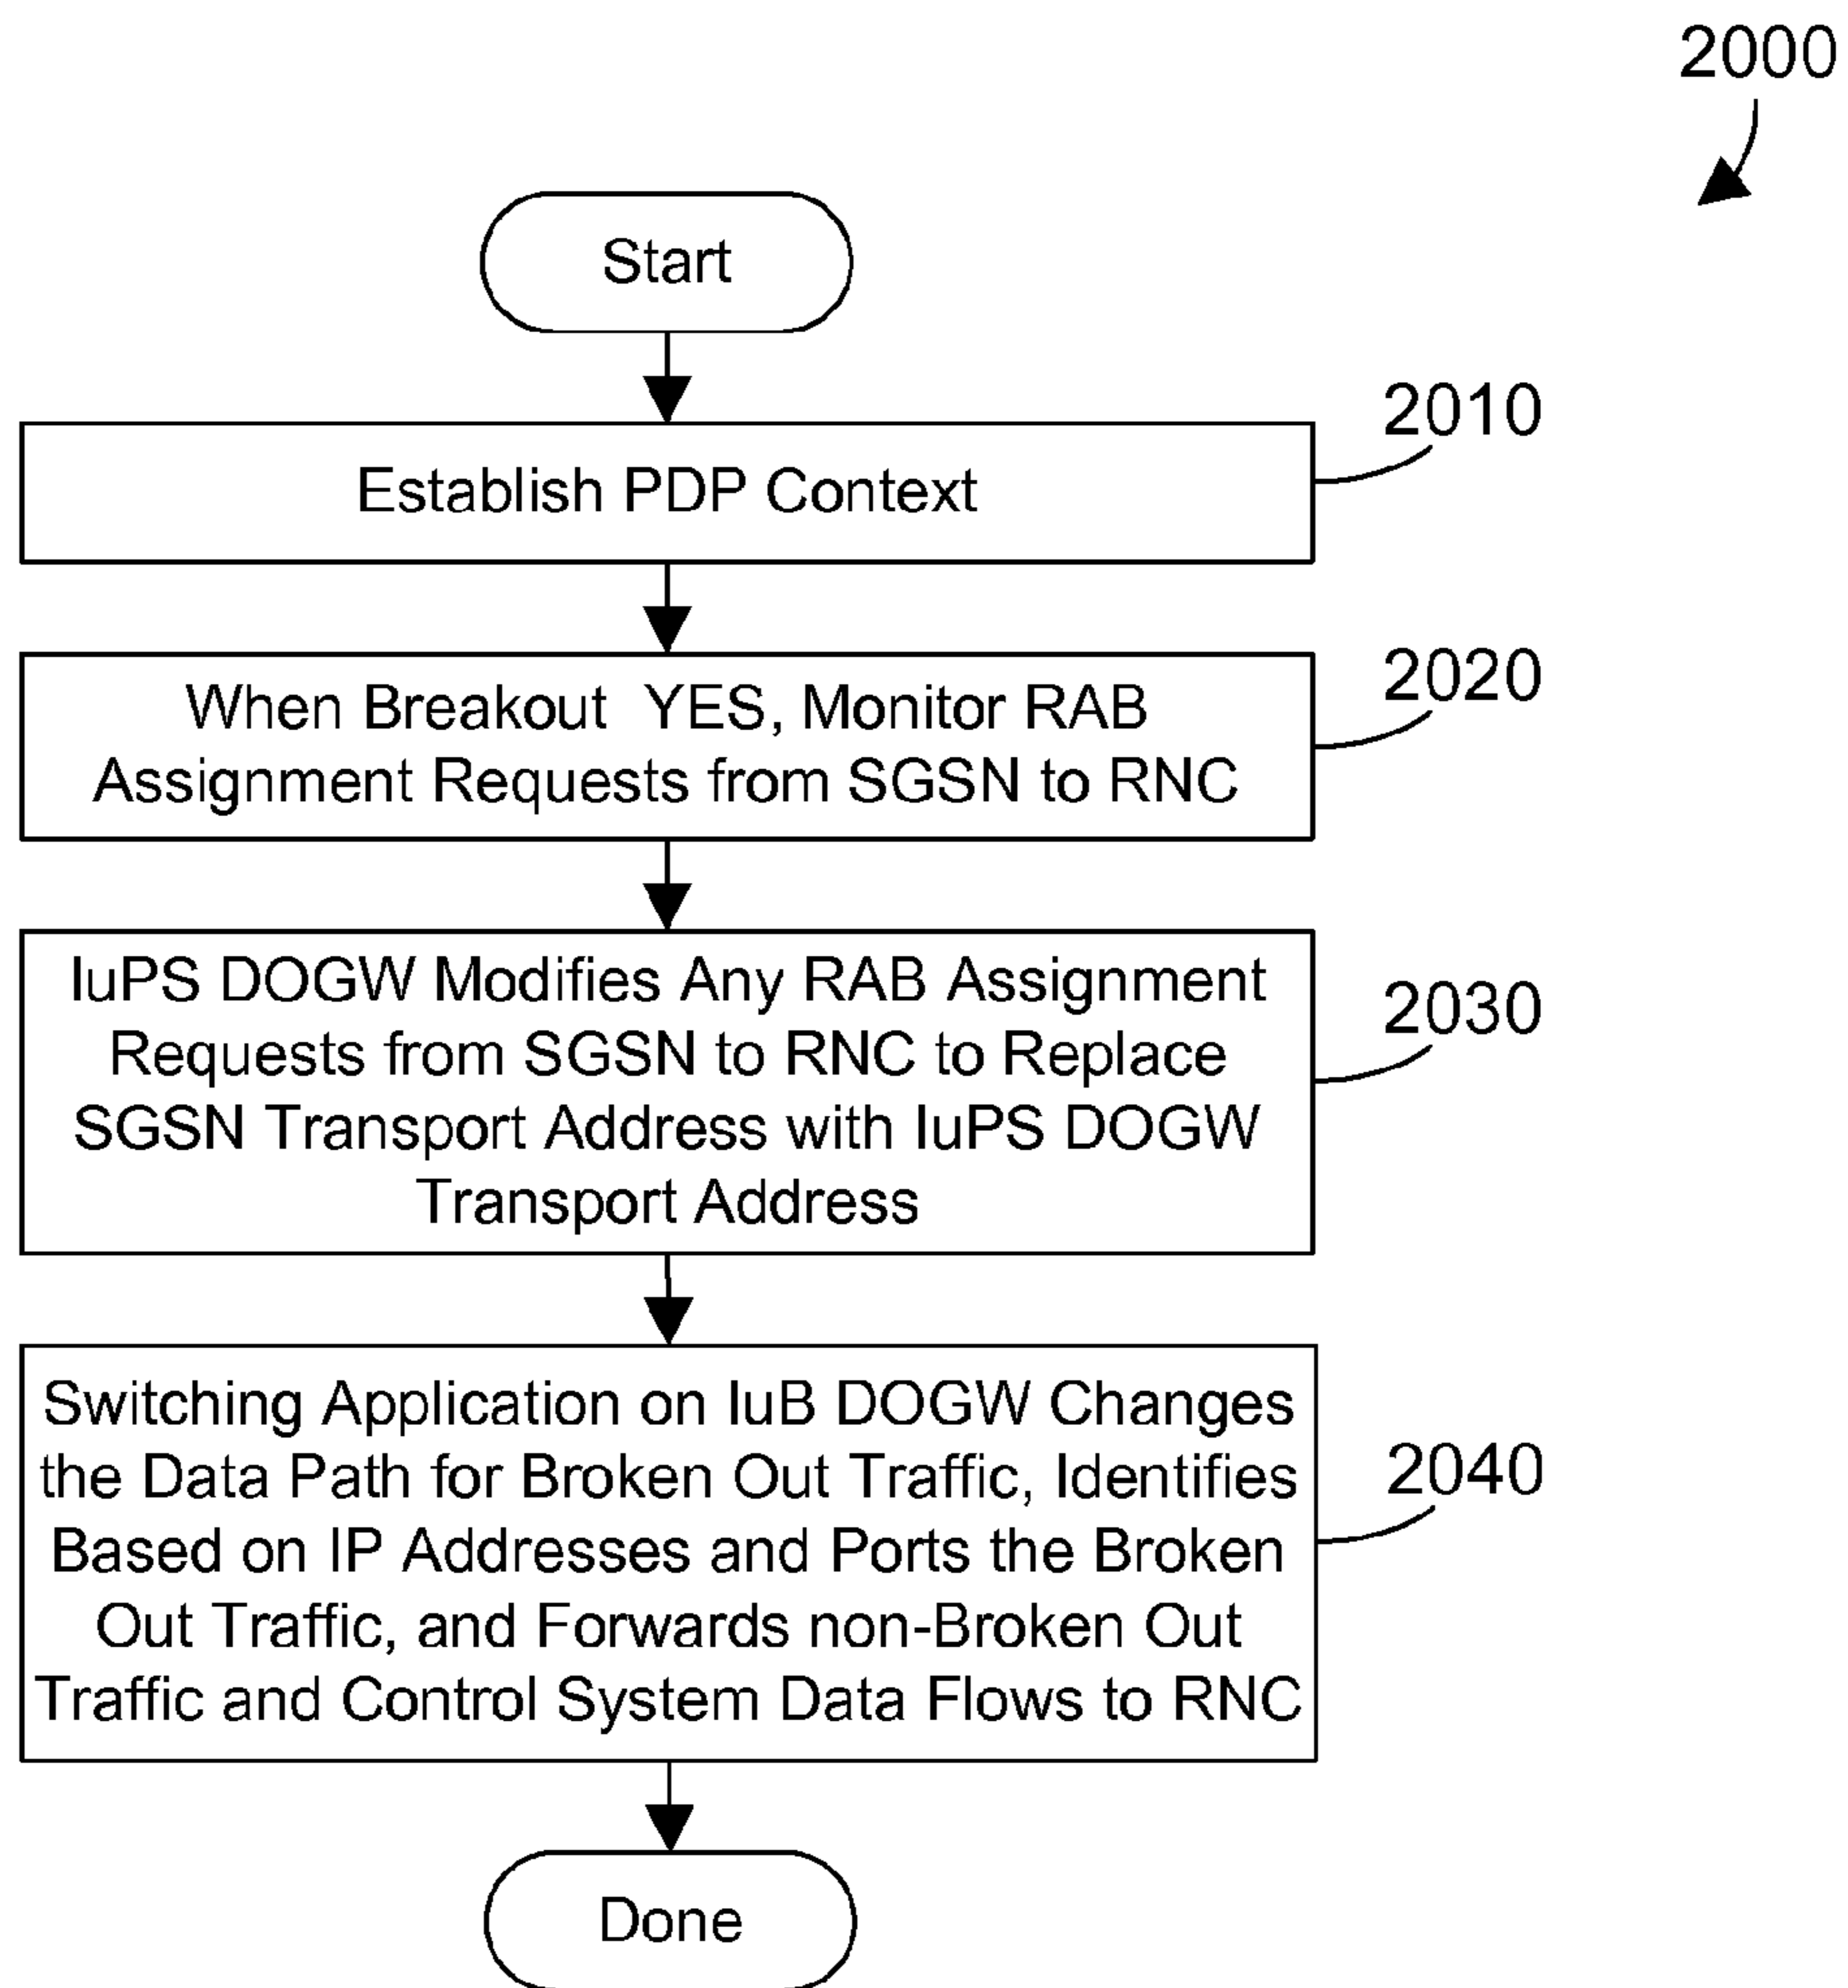 2000
Start
2010
Establish PDP Context
2020
When Breakout  YES, Monitor RAB
Assignment Requests from SGSN to RNC
2030
IuPS DOGW Modifies Any RAB Assignment
Requests from SGSN to RNC to Replace
SGSN Transport Address with IuPS DOGW
Transport Address
2040
Switching Application on IuB DOGW Changes
the Data Path for Broken Out Traffic, Identifies
Based on IP Addresses and Ports the Broken
Out Traffic, and Forwards non-Broken Out
Traffic and Control System Data Flows to RNC
Done